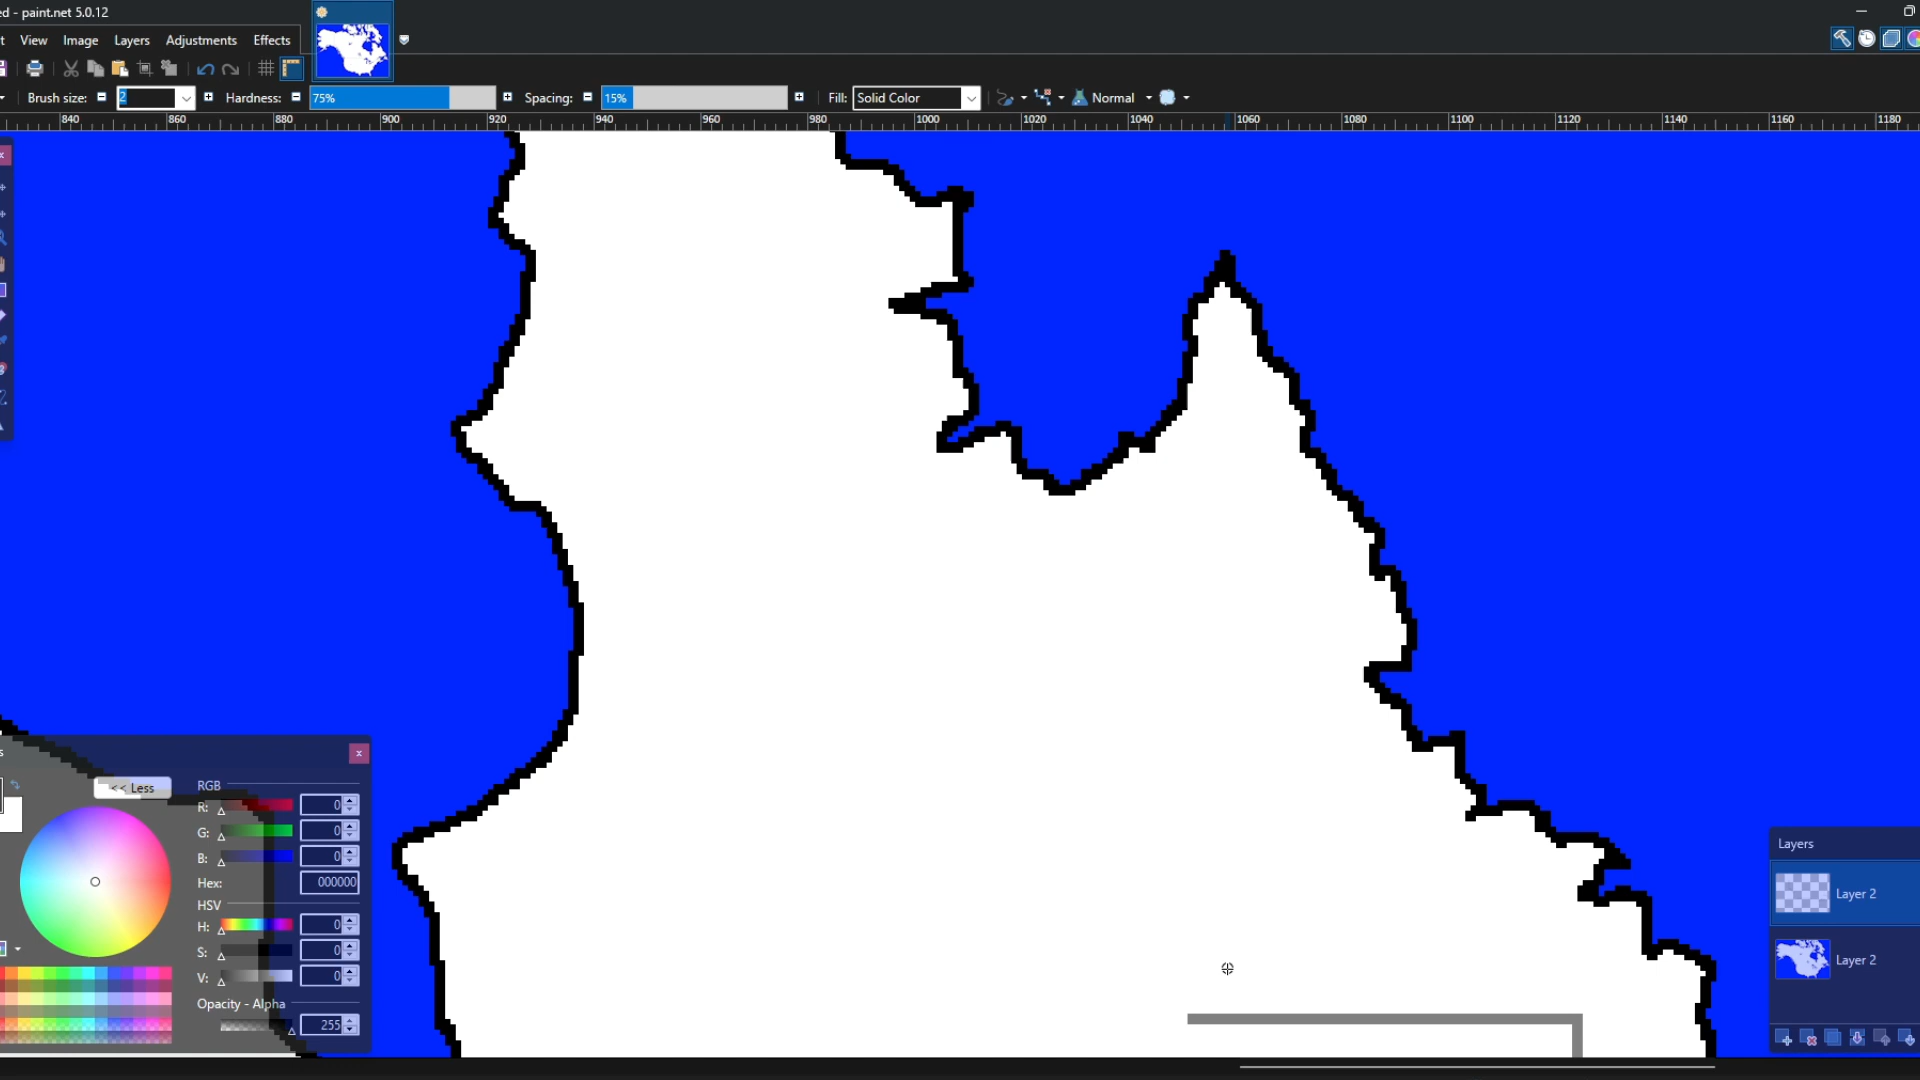 ed - paint.net 5.0.12
t View Image Layers Adjustments Effects
Brush size: 2 Hardness: 75% Spacing: 15% Fill: Solid Color Normal
840 860 880 900 920 940 960 980 1000 1020 1040 1060 1080 1100 1120 1140 1160 1180
s
<< Less
RGB
R: 0
G: 0
B: 0
Hex: 000000
HSV
H: 0
S: 0
V: 0
Opacity - Alpha
255
Layers
Layer 2
Layer 2